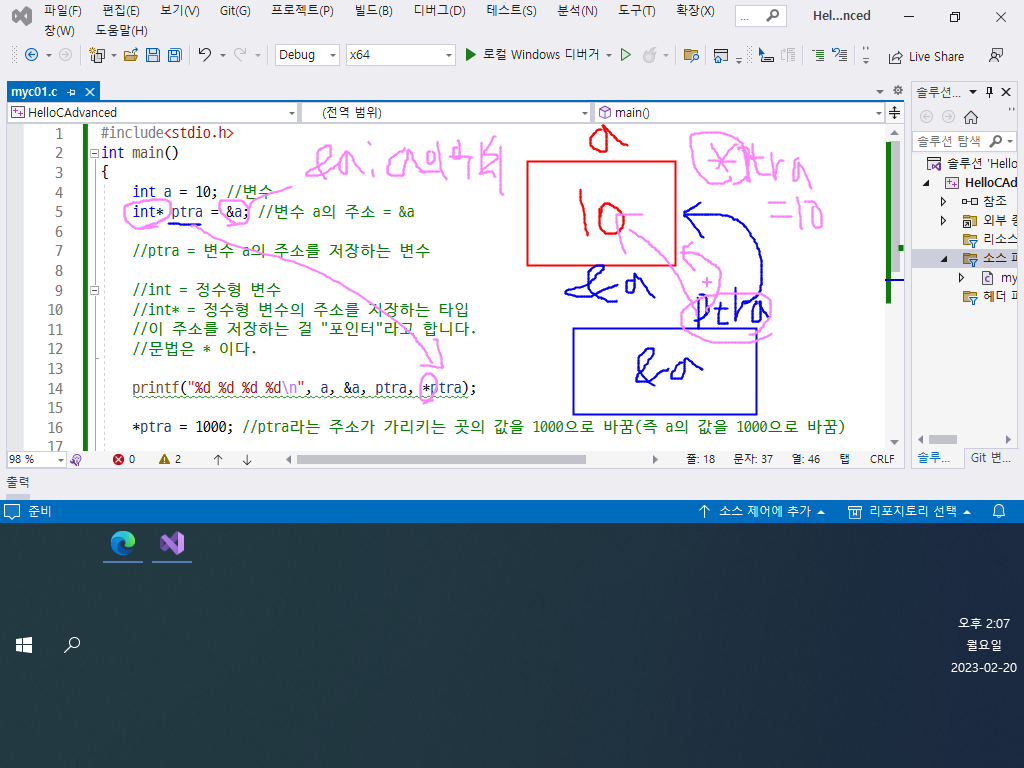 파일(F) 편집(E) 보기(V) Git(G) 프로젝트(P) 빌드(B) 디버그(D) 테스트(S) 분석(N) 도구(T) 확장(X) ... Hel...nced
창(W) 도움말(H)
Debug x64 로컬 Windows 디버거 Live Share
myc01.c
솔루션...
HelloCAdvanced (전역 범위) main()
솔루션 탐색
솔루션 'Hello
HelloCAd
참조
외부 종
리소스
소스 파
my
헤더 파
1 #include<stdio.h>
2 int main()
3 {
4 int a = 10; //변수
5 int* ptra = &a; //변수 a의 주소 = &a
6
7 //ptra = 변수 a의 주소를 저장하는 변수
8
9 //int = 정수형 변수
10 //int* = 정수형 변수의 주소를 저장하는 타입
11 //이 주소를 저장하는 걸 "포인터"라고 합니다.
12 //문법은 * 이다.
13
14 printf("%d %d %d %d\n", a, &a, ptra, *ptra);
15
16 *ptra = 1000; //ptra라는 주소가 가리키는 곳의 값을 1000으로 바꿈(즉 a의 값을 1000으로 바꿈)
17
&a: a의
a
10
&a
*ptra
=10
ptra
&a
98 % 0 2 줄: 18 문자: 37 열: 46 탭 CRLF
솔루... Git 변...
출력
준비 소스 제어에 추가 리포지토리 선택
오후 2:07
월요일
2023-02-20